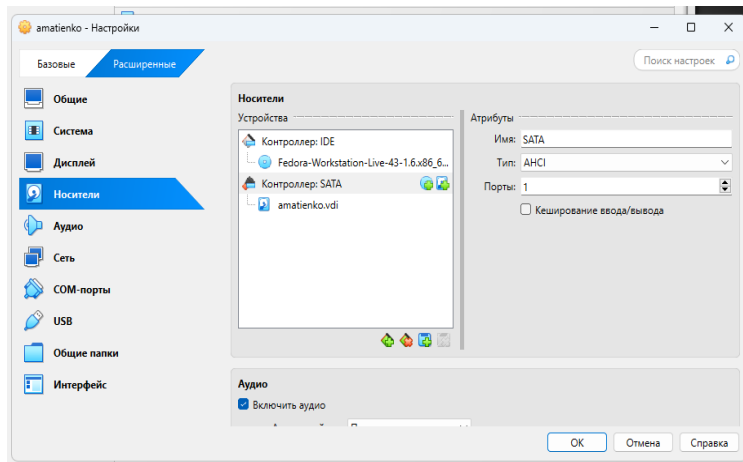 amatienko - Настройки
Базовые
Расширенные
Поиск настроек
Общие
Система
Дисплей
Носители
Аудио
Сеть
COM-порты
USB
Общие папки
Интерфейс
Носители
Устройства
Контроллер: IDE
Fedora-Workstation-Live-43-1.6.x86_6...
Контроллер: SATA
amatienko.vdi
Атрибуты
Имя: SATA
Тип: AHCI
Порты: 1
Кеширование ввода/вывода
Аудио
Включить аудио
OK
Отмена
Справка